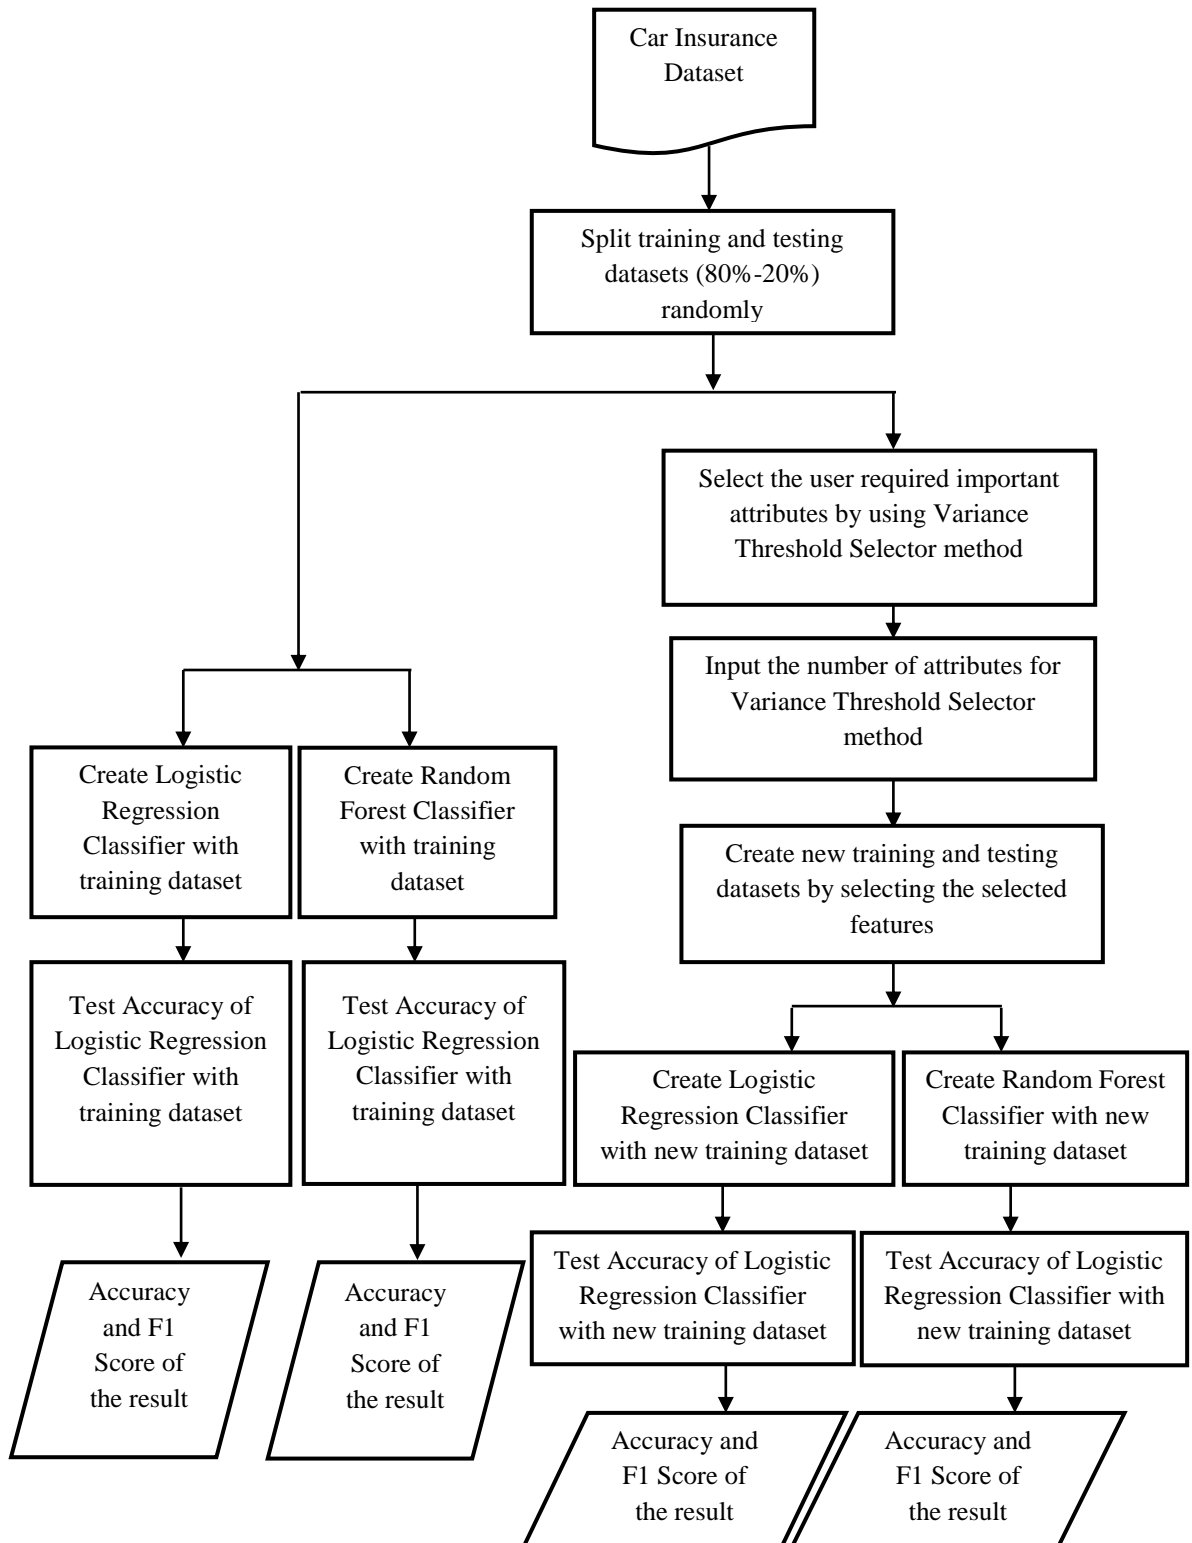 Car Insurance
Dataset
Split training and testing
datasets (80%-20%)
randomly
Select the user required important
attributes by using Variance
Threshold Selector method
Input the number of attributes for
Variance Threshold Selector
method
Create Logistic
Regression
Classifier with
training dataset
Create Random
Forest Classifier
with training
dataset
Create new training and testing
datasets by selecting the selected
features
Test Accuracy of
Logistic Regression
Classifier with
training dataset
Test Accuracy of
Logistic Regression
Classifier with
training dataset
Create Logistic
Regression Classifier
with new training dataset
Create Random Forest
Classifier with new
training dataset
Test Accuracy of Logistic
Regression Classifier
with new training dataset
Test Accuracy of Logistic
Regression Classifier with
new training dataset
Accuracy
and F1
Score of
the result
Accuracy
and F1
Score of
the result
Accuracy and
F1 Score of
the result
Accuracy and
F1 Score of
the result